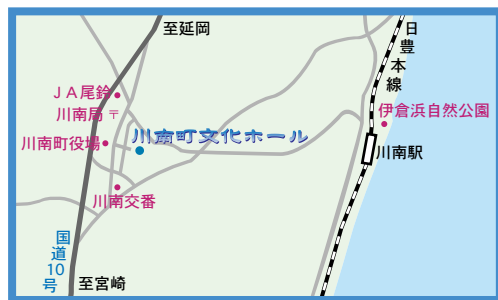 至延岡
日豊本線
JA尾鈴
川南局〒
伊倉浜自然公園
川南町役場
川南町文化ホール
川南駅
川南交番
国道10号
至宮崎